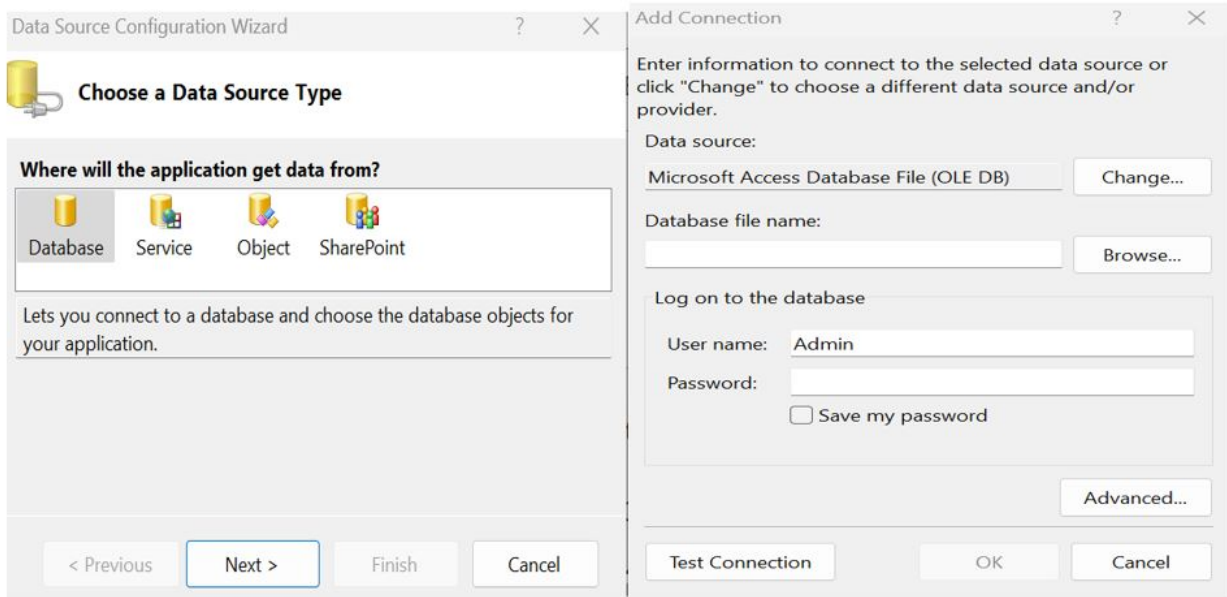 Data Source Configuration Wizard ?
Choose a Data Source Type
Where will the application get data from?
Database Service Object SharePoint
Lets you connect to a database and choose the database objects for
your application.
< Previous Next > Finish Cancel
Add Connection ?
Enter information to connect to the selected data source or
click "Change" to choose a different data source and/or
provider.
Data source:
Microsoft Access Database File (OLE DB) Change...
Database file name:
Browse...
Log on to the database
User name: Admin
Password:
Save my password
Advanced...
Test Connection OK Cancel